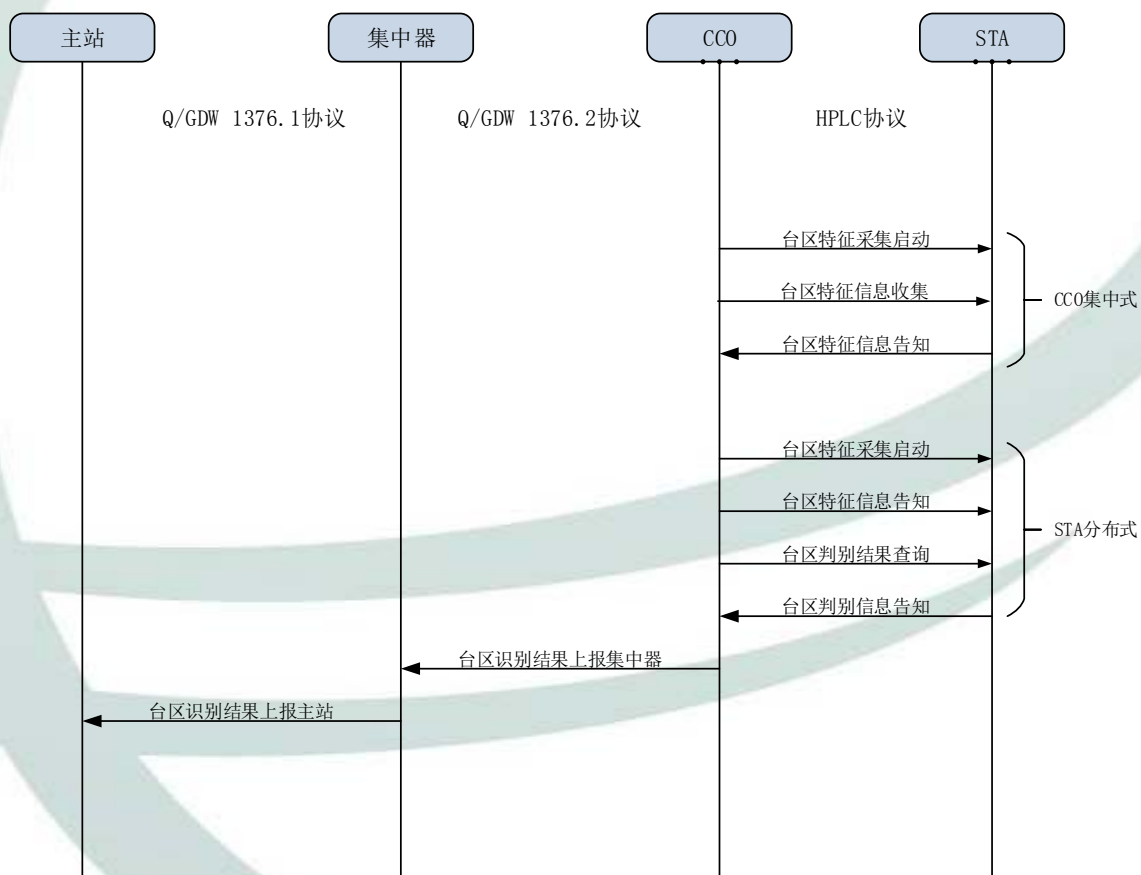 主站
集中器
CCO
STA
Q/GDW 1376.1协议
Q/GDW 1376.2协议
HPLC协议
台区特征采集启动
台区特征信息收集
CCO集中式
台区特征信息告知
台区特征采集启动
台区特征信息告知
STA分布式
台区判别结果查询
台区判别信息告知
台区识别结果上报集中器
台区识别结果上报主站